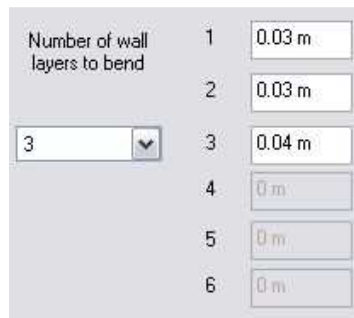 Number of wall
layers to bend
3
1 0.03 m
2 0.03 m
3 0.04 m
4 0 m
5 0 m
6 0 m